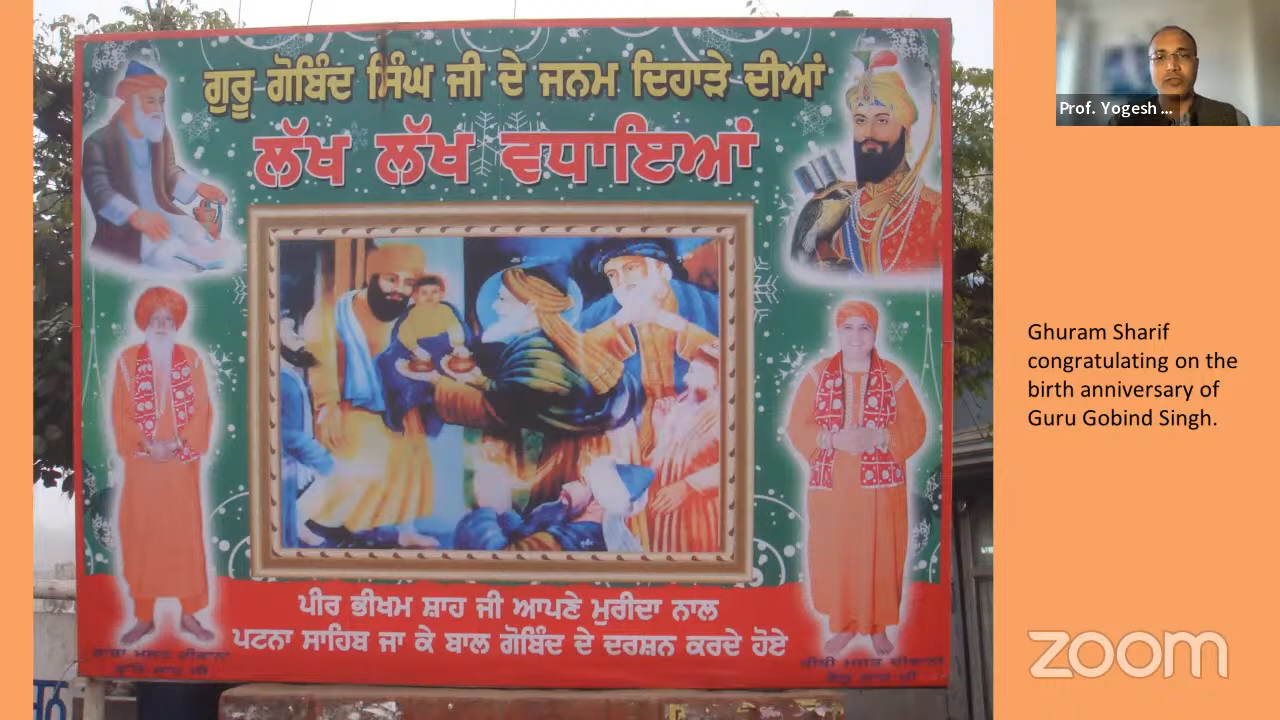 ਗੁਰੂ ਗੋਬਿੰਦ ਸਿੰਘ ਜੀ ਦੇ ਜਨਮ ਦਿਹਾੜੇ ਦੀਆਂ
ਲੱਖ ਲੱਖ ਵਧਾਇਆਂ
ਪੀਰ ਭੀਖਮ ਸ਼ਾਹ ਜੀ ਆਪਣੇ ਮੁਰੀਦਾ ਨਾਲ
ਪਟਨਾ ਸਾਹਿਬ ਜਾ ਕੇ ਬਾਲ ਗੋਬਿੰਦ ਦੇ ਦਰਸ਼ਨ ਕਰਦੇ ਹੋਏ
Prof. Yogesh ...
Ghuram Sharif
congratulating on the
birth anniversary of
Guru Gobind Singh.
zoom